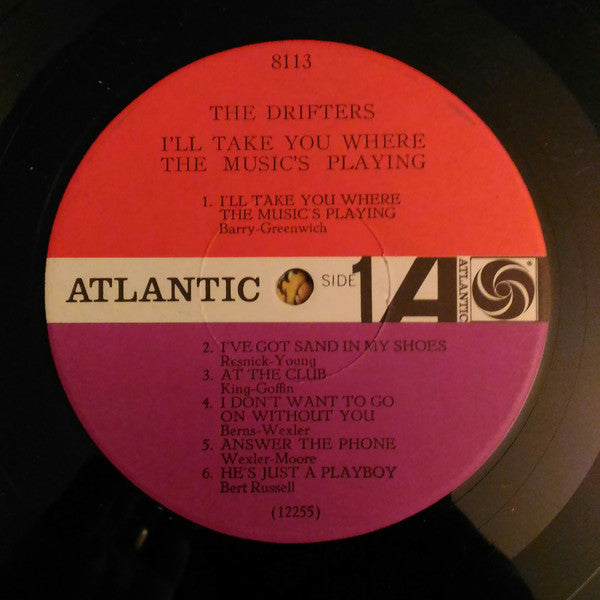 8113
THE DRIFTERS
I'LL TAKE YOU WHERE
THE MUSIC'S PLAYING
1. I'LL TAKE YOU WHERE
THE MUSIC'S PLAYING
Barry-Greenwich
ATLANTIC SIDE 1 A ATLANTIC ®
2. I'VE GOT SAND IN MY SHOES
Resnick-Young
3. AT THE CLUB
King-Goffin
4. I DON'T WANT TO GO
ON WITHOUT YOU
Berns-Wexler
5. ANSWER THE PHONE
Wexler-Moore
6. HE'S JUST A PLAYBOY
Bert Russell
(12255)